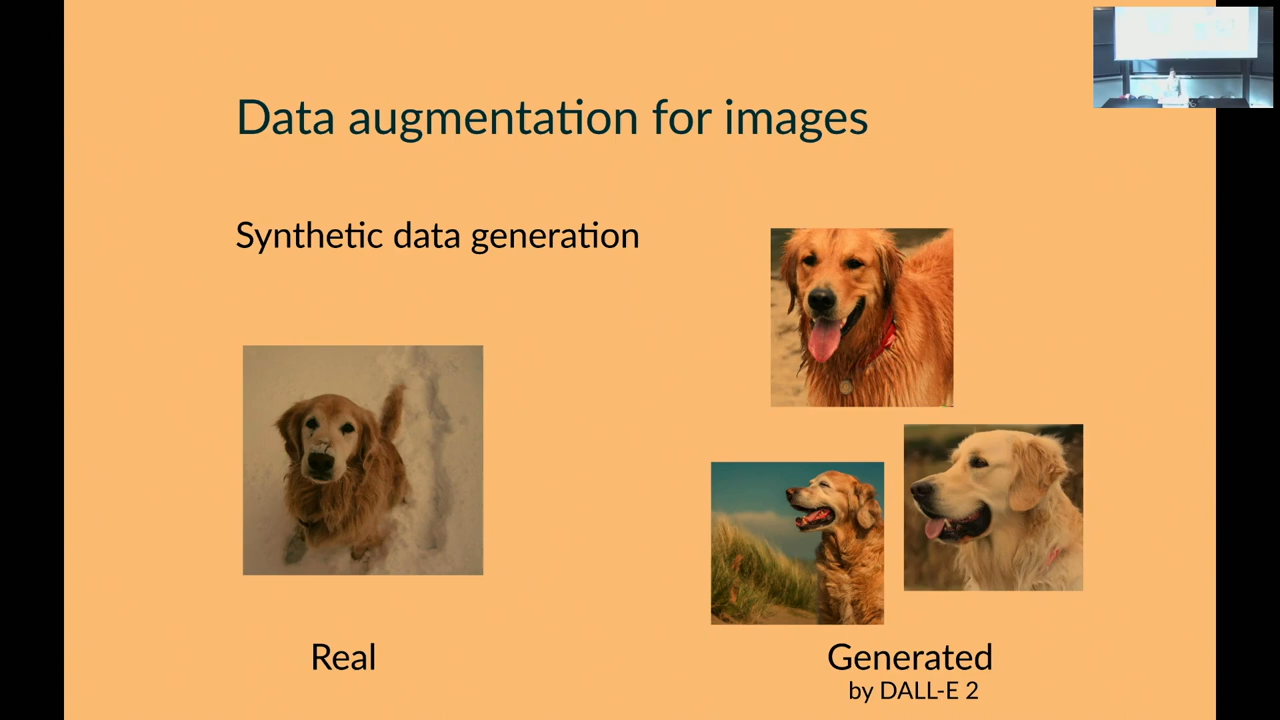 Data augmentation for images
Synthetic data generation
Real
Generated
by DALL-E 2